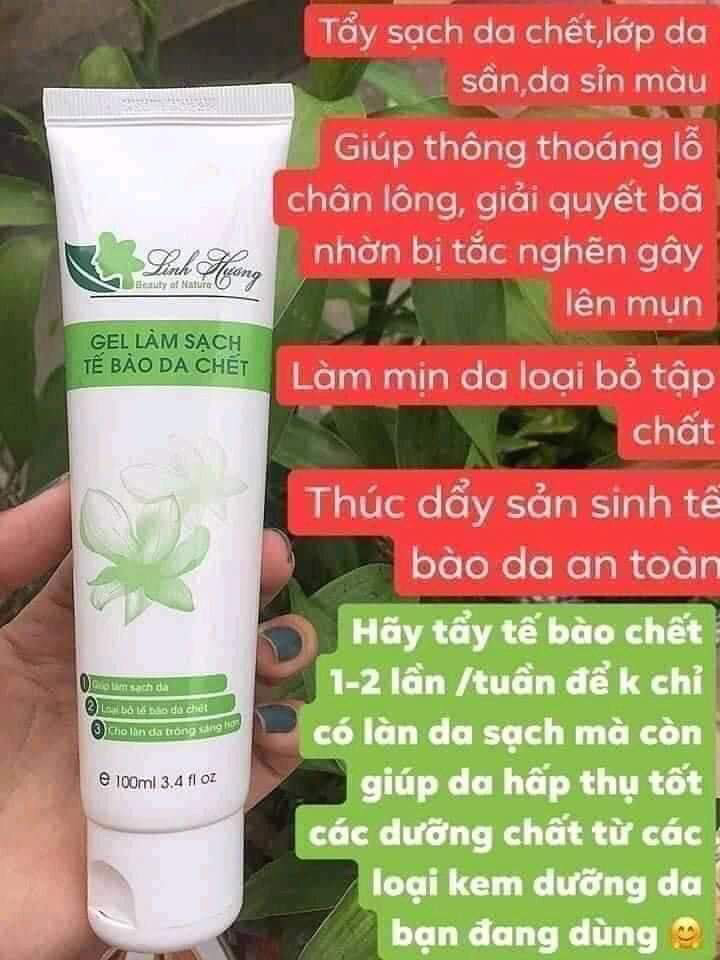 Linh Hương
Beauty of Nature
GEL LÀM SẠCH
TẾ BÀO DA CHẾT
1 Giúp làm sạch da
2 Loại bỏ tế bào da chết
3 Cho làn da trông sáng hơn
e 100ml 3.4 fl oz
Tẩy sạch da chết,lớp da
sần,da sỉn màu
Giúp thông thoáng lỗ
chân lông, giải quyết bã
nhờn bị tắc nghẽn gây
lên mụn
Làm mịn da loại bỏ tập
chất
Thúc dẩy sản sinh tế
bào da an toàn
Hãy tẩy tế bào chết
1-2 lần /tuần để k chỉ
có làn da sạch mà còn
giúp da hấp thụ tốt
các dưỡng chất từ các
loại kem dưỡng da
bạn đang dùng 🤗